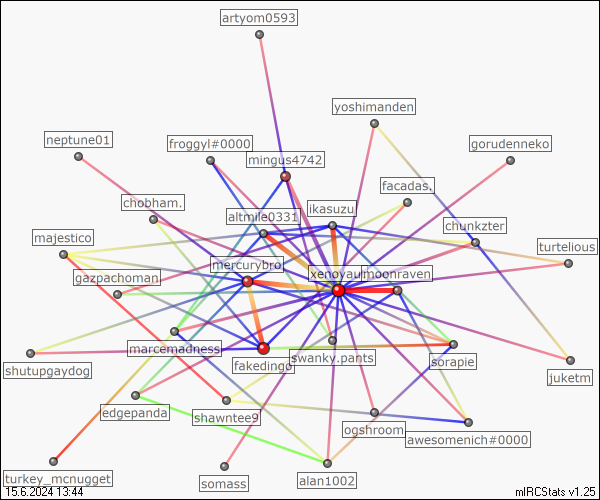 artyom0593
yoshimanden
neptune01
froggyl#0000
gorudenneko
mingus4742
facadas.
chobham.
ikasuzu
altmile0331
chunkzter
majestico
turtelious
mercurybro
xenoyaulmoonraven
gazpachoman
marcemadness
fakedingo
swanky.pants
sorapie
shutupgaydog
juketm
edgepanda
shawntee9
ogshroom
awesomenich#0000
turkey_mcnugget
somass
alan1002
15.6.2024 13:44
mIRCStats v1.25